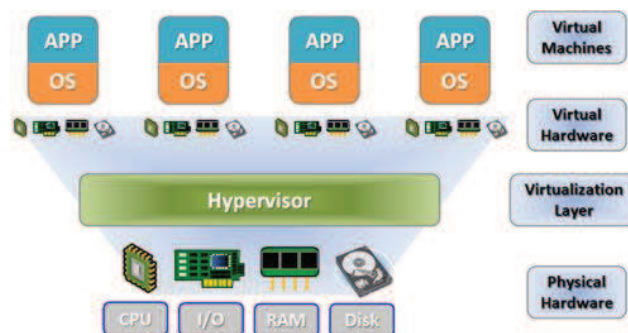 APP APP APP APP
OS OS OS OS
Virtual
Machines
Virtual
Hardware
Hypervisor
Virtualization
Layer
Physical
Hardware
CPU I/O RAM Disk